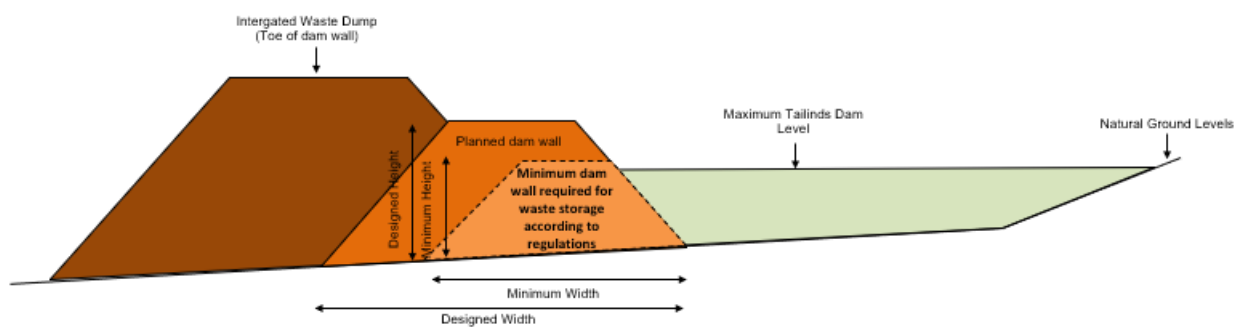 Intergated Waste Dump
(Toe of dam wall)
Maximum Tailinds Dam
Level
Natural Ground Levels
Planned dam wall
Designed Height
Minimum Height
Minimum dam
wall required for
waste storage
according to
regulations
Minimum Width
Designed Width